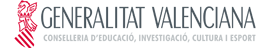 GENERALITAT VALENCIANA
CONSELLERIA D'EDUCACIÓ, INVESTIGACIÓ, CULTURA I ESPORT